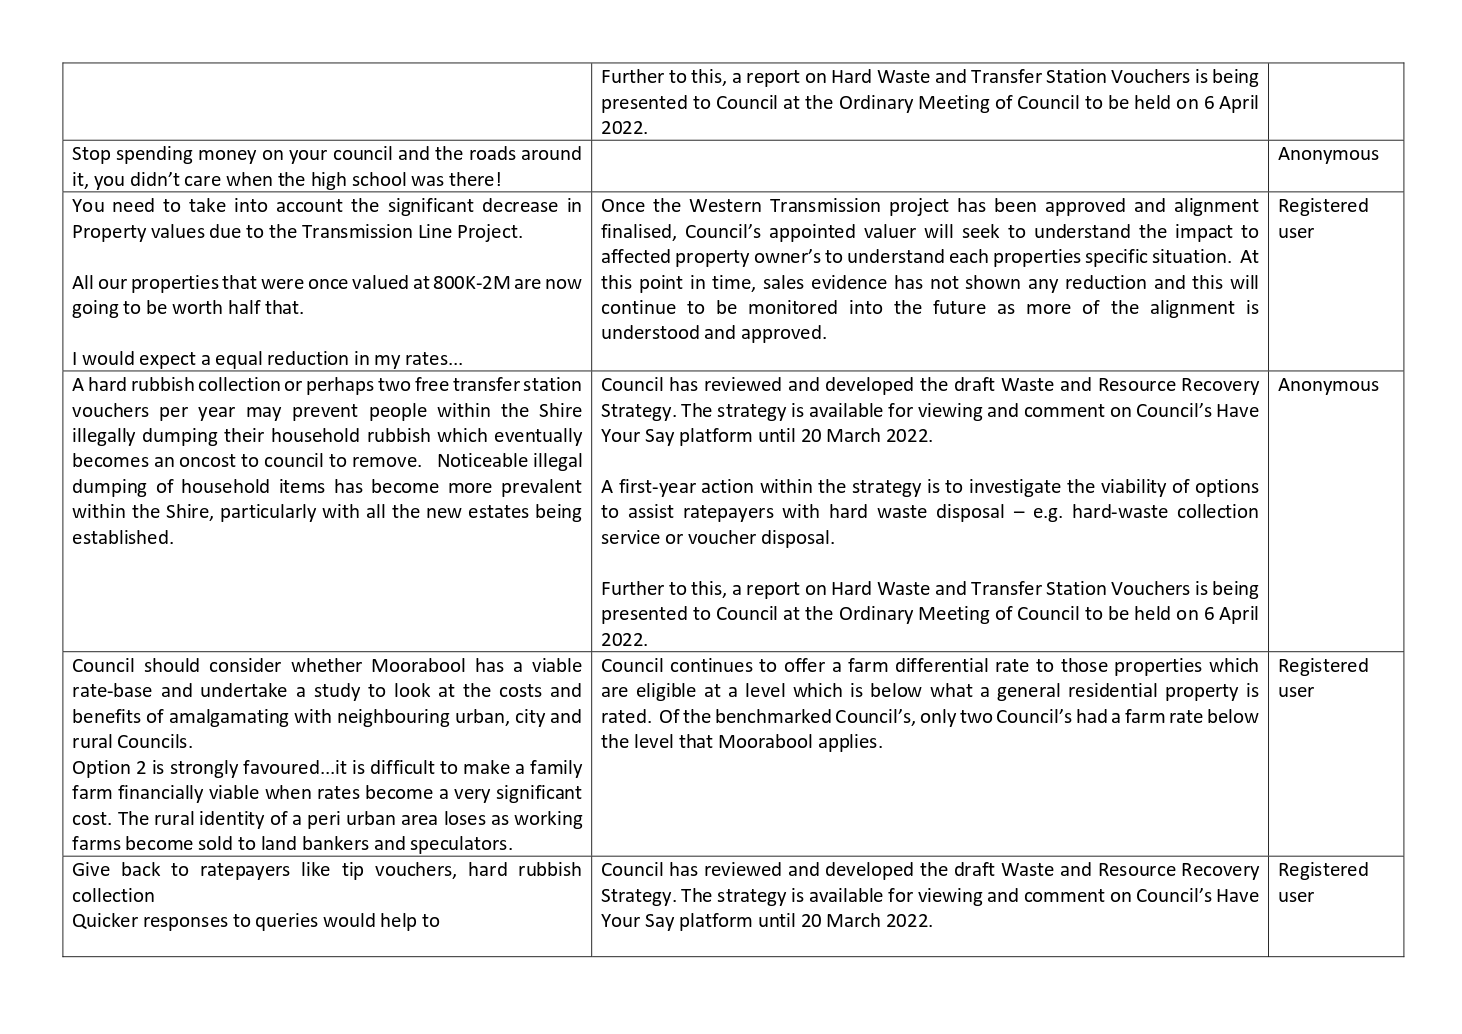 Further to this, a report on Hard Waste and Transfer Station Vouchers is being
presented to Council at the Ordinary Meeting of Council to be held on 6 April
2022.
Stop spending money on your council and the roads around
it, you didn’t care when the high school was there!
Anonymous
You need to take into account the significant decrease in
Property values due to the Transmission Line Project.
All our properties that were once valued at 800K-2M are now
going to be worth half that.
I would expect a equal reduction in my rates...
Once the Western Transmission project has been approved and alignment
finalised, Council’s appointed valuer will seek to understand the impact to
affected property owner’s to understand each properties specific situation. At
this point in time, sales evidence has not shown any reduction and this will
continue to be monitored into the future as more of the alignment is
understood and approved.
Registered
user
A hard rubbish collection or perhaps two free transfer station
vouchers per year may prevent people within the Shire
illegally dumping their household rubbish which eventually
becomes an oncost to council to remove. Noticeable illegal
dumping of household items has become more prevalent
within the Shire, particularly with all the new estates being
established.
Council has reviewed and developed the draft Waste and Resource Recovery
Strategy. The strategy is available for viewing and comment on Council’s Have
Your Say platform until 20 March 2022.
A first-year action within the strategy is to investigate the viability of options
to assist ratepayers with hard waste disposal – e.g. hard-waste collection
service or voucher disposal.
Further to this, a report on Hard Waste and Transfer Station Vouchers is being
presented to Council at the Ordinary Meeting of Council to be held on 6 April
2022.
Anonymous
Council should consider whether Moorabool has a viable
rate-base and undertake a study to look at the costs and
benefits of amalgamating with neighbouring urban, city and
rural Councils.
Option 2 is strongly favoured...it is difficult to make a family
farm financially viable when rates become a very significant
cost. The rural identity of a peri urban area loses as working
farms become sold to land bankers and speculators.
Council continues to offer a farm differential rate to those properties which
are eligible at a level which is below what a general residential property is
rated. Of the benchmarked Council’s, only two Council’s had a farm rate below
the level that Moorabool applies.
Registered
user
Give back to ratepayers like tip vouchers, hard rubbish
collection
Quicker responses to queries would help to
Council has reviewed and developed the draft Waste and Resource Recovery
Strategy. The strategy is available for viewing and comment on Council’s Have
Your Say platform until 20 March 2022.
Registered
user